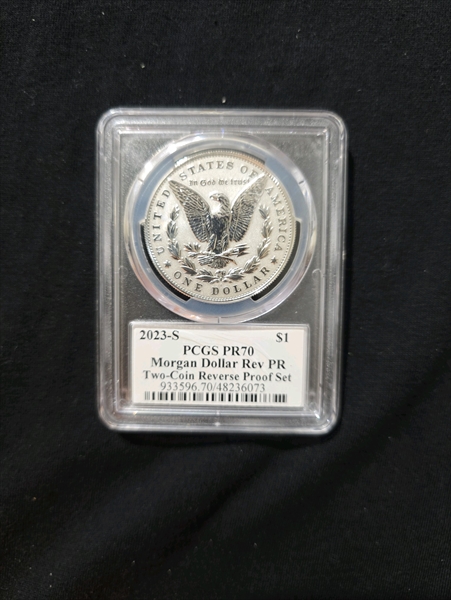 UNITED STATES OF AMERICA
In God we trust
ONE DOLLAR
2023-S $1
PCGS PR70
Morgan Dollar Rev PR
Two-Coin Reverse Proof Set
933596.70/48236073